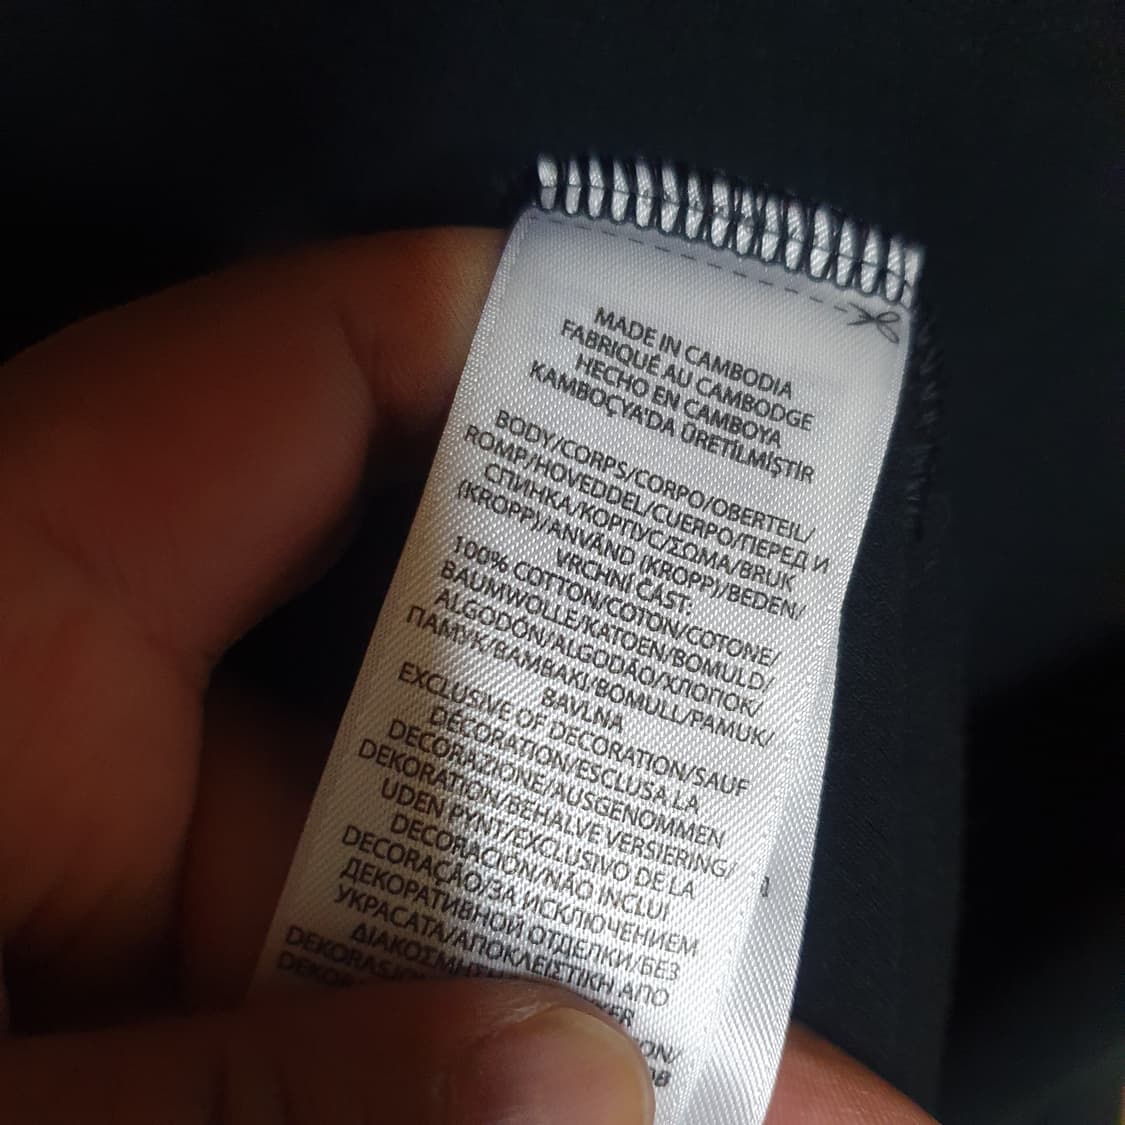 MADE IN CAMBODIA
FABRIQUÉ AU CAMBODGE
HECHO EN CAMBOYA
KAMBOÇYA'DA ÜRETİLMİŞTİR
BODY/CORPS/CORPO/OBERTEIL/
ROMP/HOVEDDEL/CUERPO/ПЕРЕД И
СПИНКА/КОРПУС/ΣΩΜΑ/BRUK
(KROPP)/ANVÄND (KROPP)/BEDEN/
VRCHNÍ ČÁST:
100% COTTON/COTON/COTONE/
BAUMWOLLE/KATOEN/BOMULD/
ALGODÓN/ALGODÃO/ХЛОПОК/
ПАМУК/BAMBAKI/BOMULL/PAMUK/
BAVLNA
EXCLUSIVE OF DECORATION/SAUF
DÉCORATION/ESCLUSA LA
DECORAZIONE/AUSGENOMMEN
DEKORATION/BEHALVE VERSIERING/
UDEN PYNT/EXCLUSIVO DE LA
DECORACIÓN/NÃO INCLUI
DECORAÇÃO/ЗА ИСКЛЮЧЕНИЕМ
ДЕКОРАТИВНОЙ ОТДЕЛКИ/БЕЗ
УКРАСАТА/ΑΠΟΚΛΕΙΣΤΙΚΗ ΑΠΟ